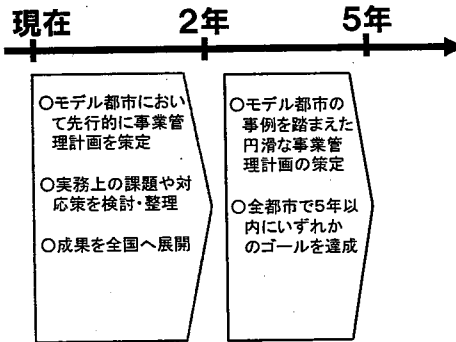 現在 2年 5年
○モデル都市におい
て先行的に事業管
理計画を策定
○実務上の課題や対
応策を検討・整理
○成果を全国へ展開
○モデル都市の
事例を踏まえた
円滑な事業管
理計画の策定
○全都市で5年以
内にいずれか
のゴールを達成